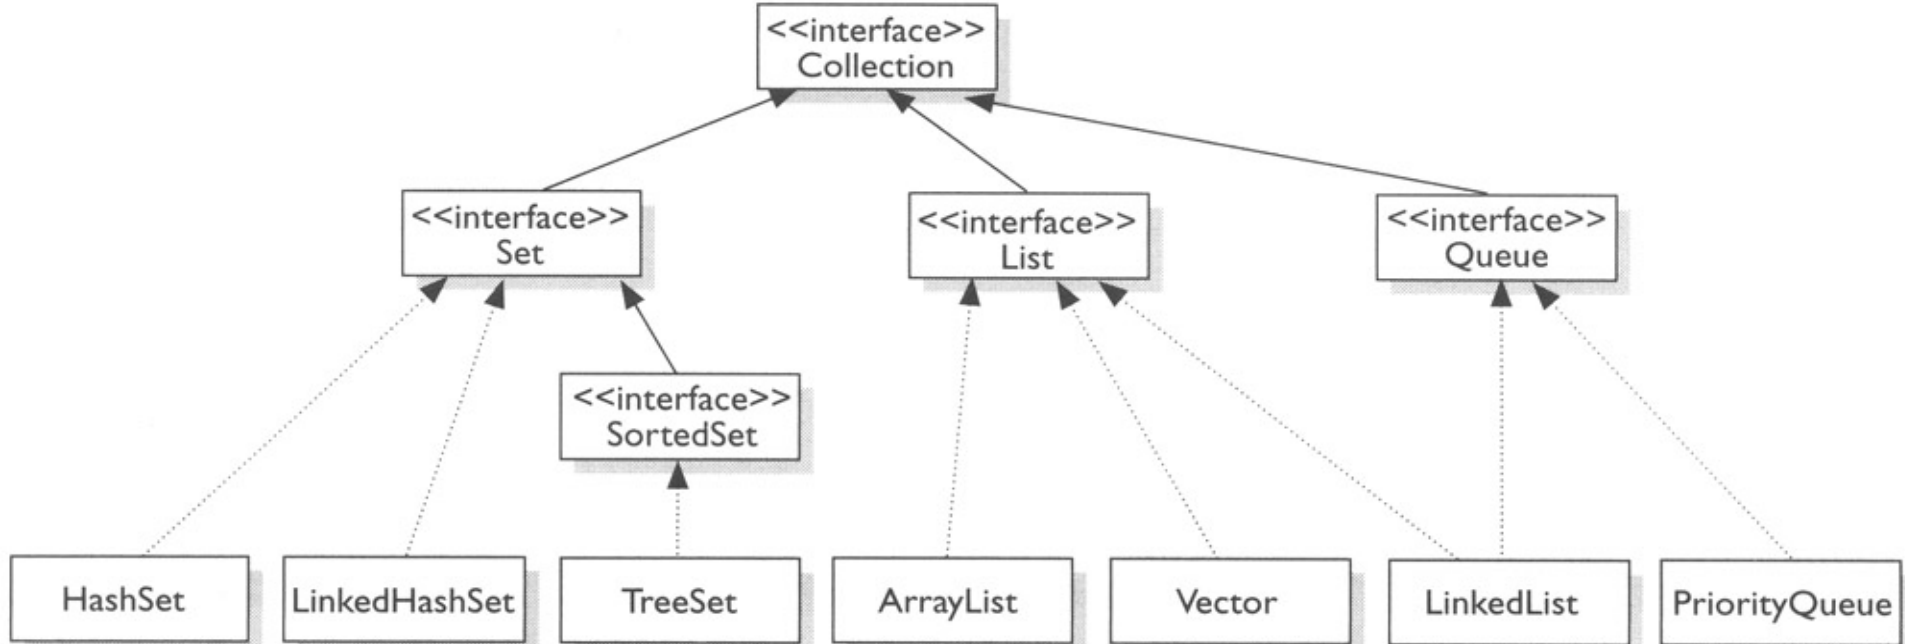 <<interface>>
Collection
<<interface>>
Set
<<interface>>
List
<<interface>>
Queue
<<interface>>
SortedSet
HashSet
LinkedHashSet
TreeSet
ArrayList
Vector
LinkedList
PriorityQueue